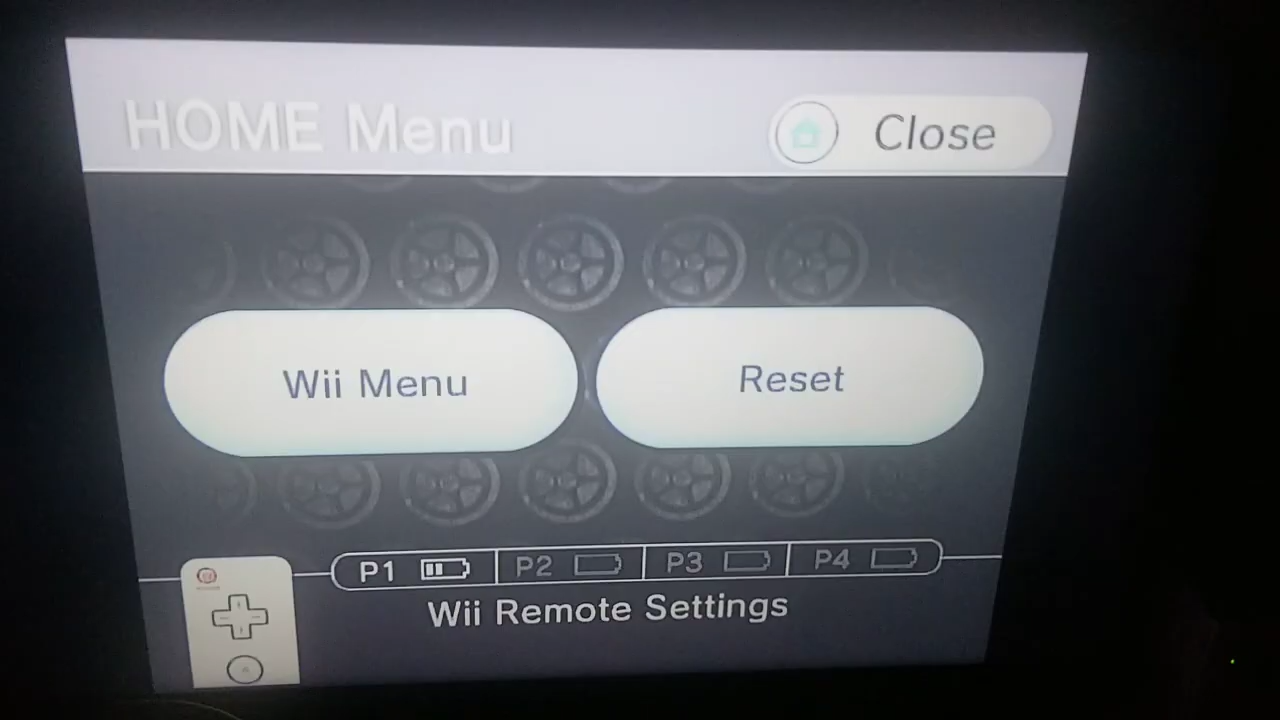 HOME Menu
Close
Wii Menu
Reset
P1 P2 P3 P4
Wii Remote Settings